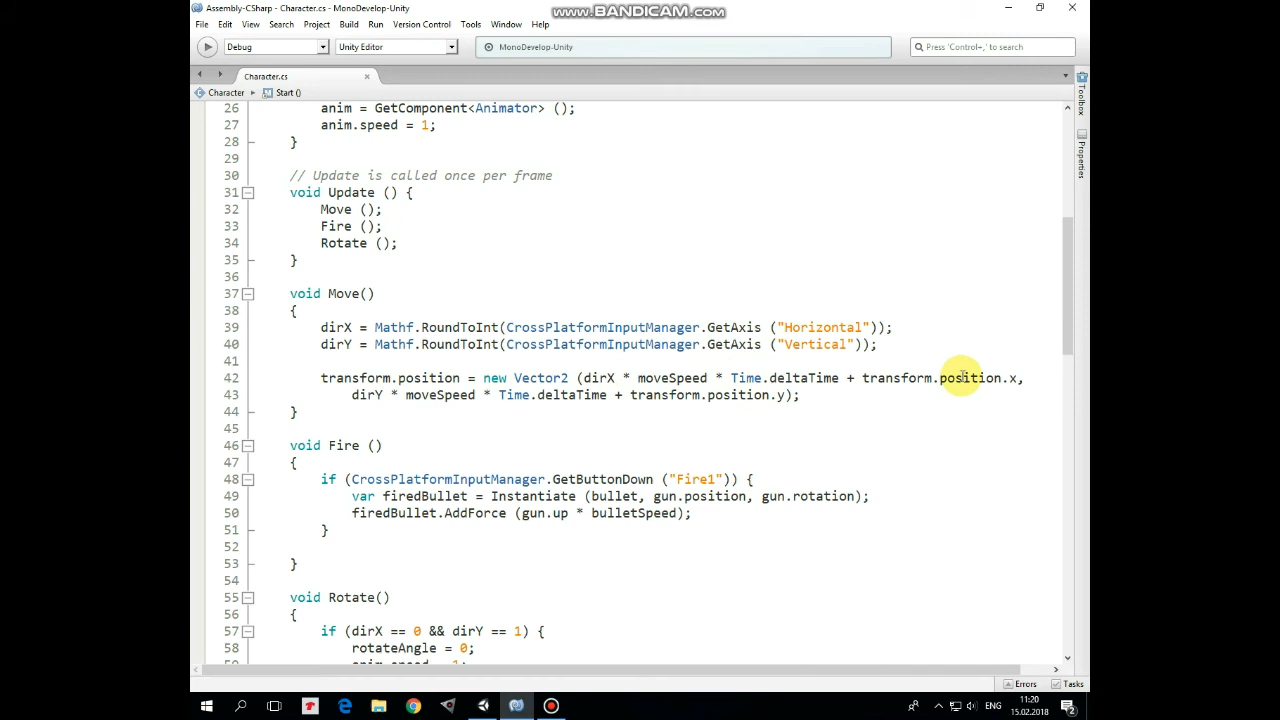 Assembly-CSharp - Character.cs - MonoDevelop-Unity
www.BANDICAM.com
File Edit View Search Project Build Run Version Control Tools Window Help
Debug Unity Editor MonoDevelop-Unity Press 'Control+,' to search
Character.cs
Character Start ()
26 anim = GetComponent<Animator> ();
27 anim.speed = 1;
28 }
29
30 // Update is called once per frame
31 void Update () {
32 Move ();
33 Fire ();
34 Rotate ();
35 }
36
37 void Move()
38 {
39 dirX = Mathf.RoundToInt(CrossPlatformInputManager.GetAxis ("Horizontal"));
40 dirY = Mathf.RoundToInt(CrossPlatformInputManager.GetAxis ("Vertical"));
41
42 transform.position = new Vector2 (dirX * moveSpeed * Time.deltaTime + transform.position.x,
43 dirY * moveSpeed * Time.deltaTime + transform.position.y);
44 }
45
46 void Fire ()
47 {
48 if (CrossPlatformInputManager.GetButtonDown ("Fire1")) {
49 var firedBullet = Instantiate (bullet, gun.position, gun.rotation);
50 firedBullet.AddForce (gun.up * bulletSpeed);
51 }
52
53 }
54
55 void Rotate()
56 {
57 if (dirX == 0 && dirY == 1) {
58 rotateAngle = 0;
Toolbox
Properties
Errors Tasks
ENG
11:20
15.02.2018
2